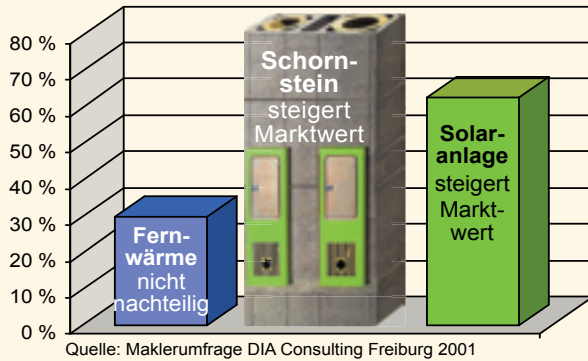 80 %
70 %
60 %
50 %
40 %
30 %
20 %
10 %
0 %
Fern-
wärme
nicht
nachteilig
Schorn-
stein
steigert
Marktwert
Solar-
anlage
steigert
Markt-
wert
Quelle: Maklerumfrage DIA Consulting Freiburg 2001